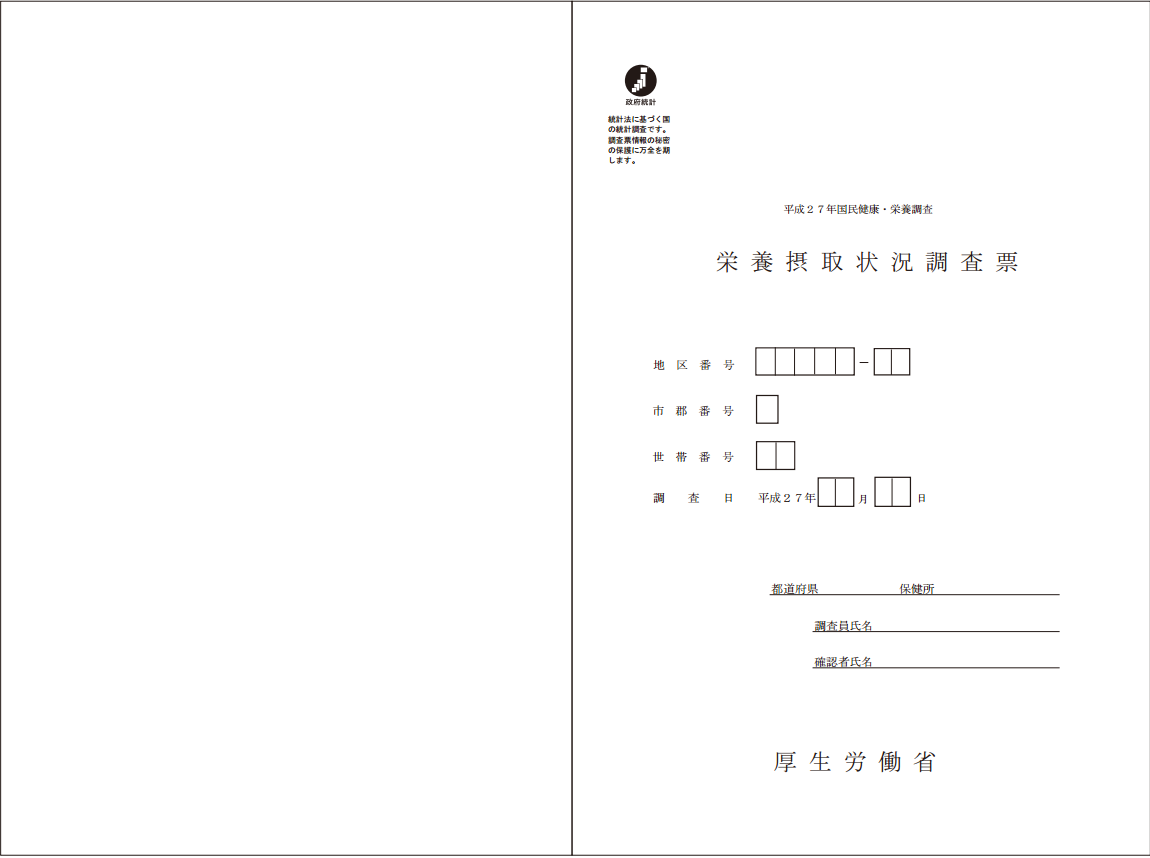 政府統計
統計法に基づく国
の統計調査です。
調査票情報の秘密
の保護に万全を期
します。
平成２７年国民健康・栄養調査
栄養摂取状況調査票
地区番号 －
市郡番号
世帯番号
調査日 平成２７年 月 日
都道府県 保健所
調査員氏名
確認者氏名
厚生労働省